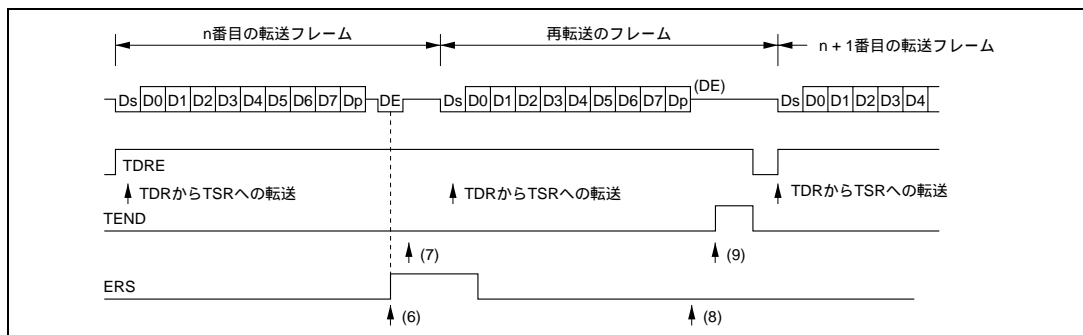 n番目の転送フレーム
再転送のフレーム
n + 1番目の転送フレーム
Ds D0 D1 D2 D3 D4 D5 D6 D7 Dp DE
Ds D0 D1 D2 D3 D4 D5 D6 D7 Dp (DE)
Ds D0 D1 D2 D3 D4
TDRE
TDRからTSRへの転送
TDRからTSRへの転送
TDRからTSRへの転送
TEND
(7)
(9)
ERS
(6)
(8)